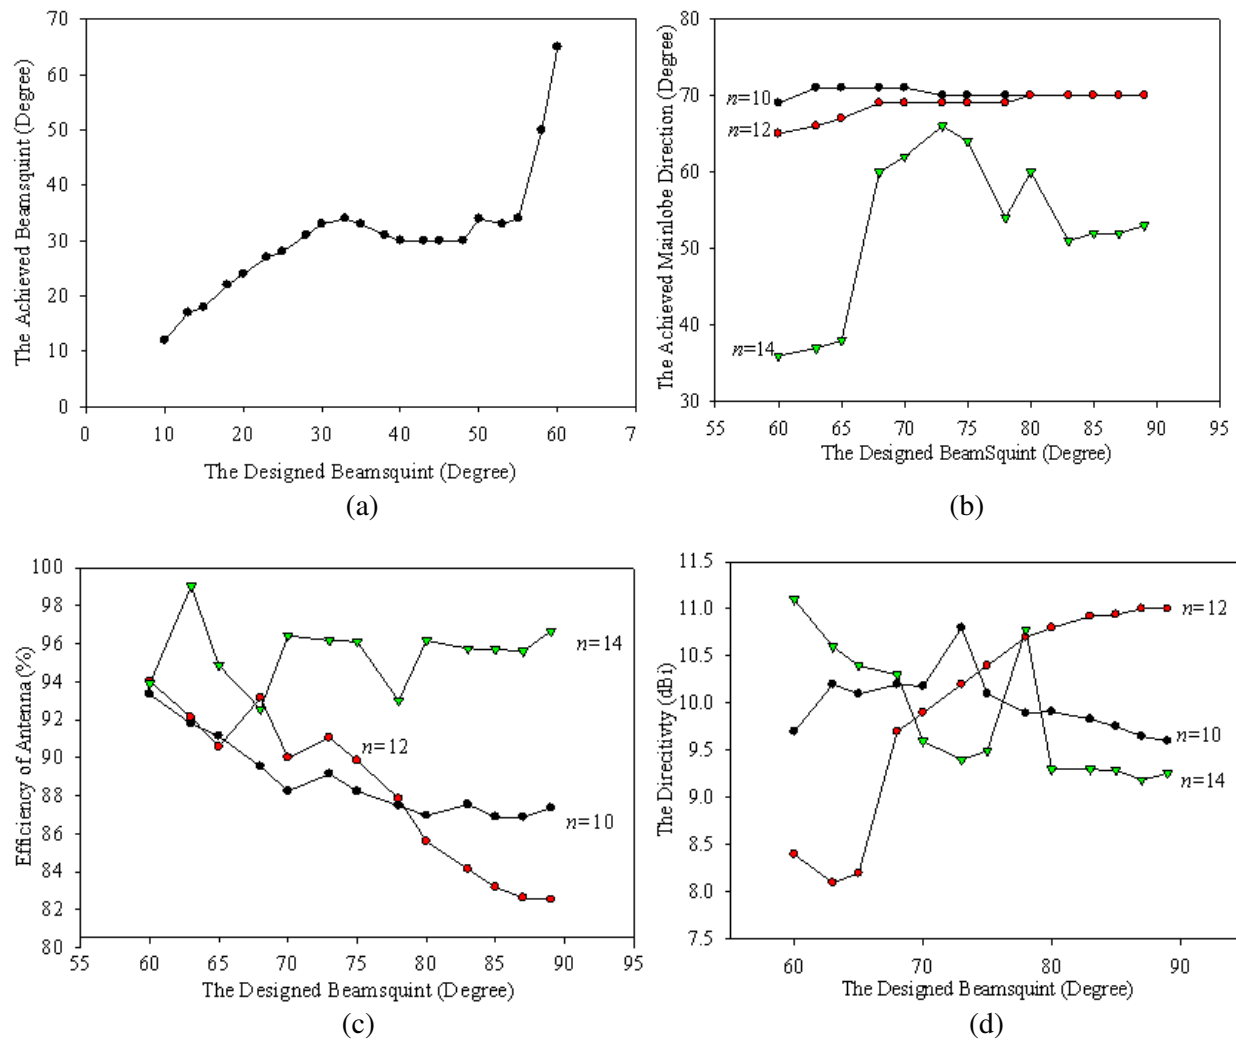 70
60
50
40
30
20
10
0
The Achieved Beamsquint (Degree)
0 10 20 30 40 50 60 7
The Designed Beamsquint (Degree)
(a)
80
70
60
50
40
30
The Achieved Mainlobe Direction (Degree)
n=10
n=12
n=14
55 60 65 70 75 80 85 90 95
The Designed BeamSquint (Degree)
(b)
100
98
96
94
92
90
88
86
84
82
80
Efficiency of Antenna (%)
n=14
n=12
n=10
55 60 65 70 75 80 85 90 95
The Designed Beamsquint (Degree)
(c)
11.5
11.0
10.5
10.0
9.5
9.0
8.5
8.0
7.5
The Direcitivty (dBi)
n=12
n=10
n=14
60 70 80 90
The Designed Beamsquint (Degree)
(d)